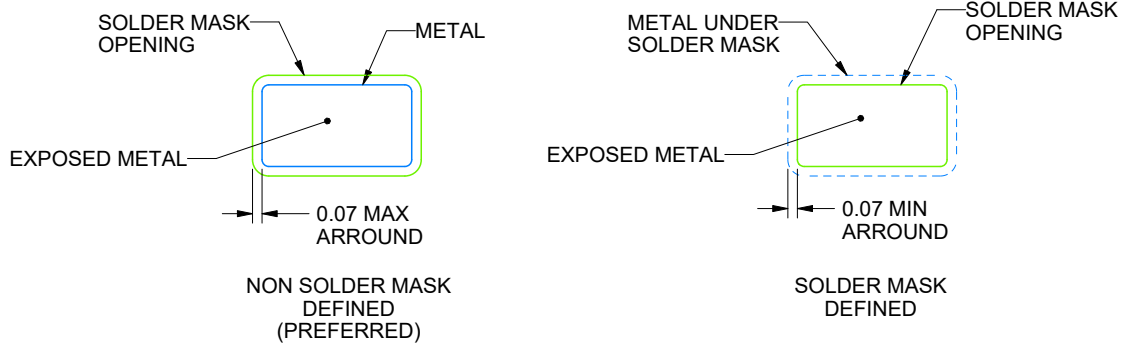 SOLDER MASK
OPENING
METAL
EXPOSED METAL
0.07 MAX
ARROUND
NON SOLDER MASK
DEFINED
(PREFERRED)
METAL UNDER
SOLDER MASK
SOLDER MASK
OPENING
EXPOSED METAL
0.07 MIN
ARROUND
SOLDER MASK
DEFINED